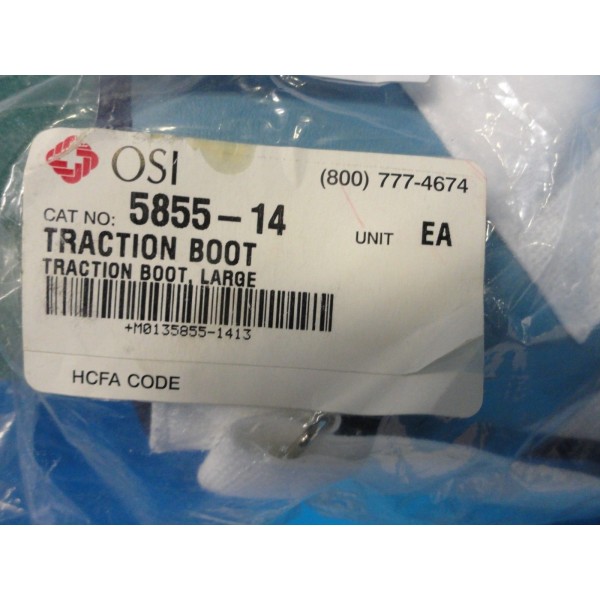 OSI (800) 777-4674
CAT NO: 5855-14
TRACTION BOOT UNIT EA
TRACTION BOOT, LARGE
+M0135855-1413
HCFA CODE